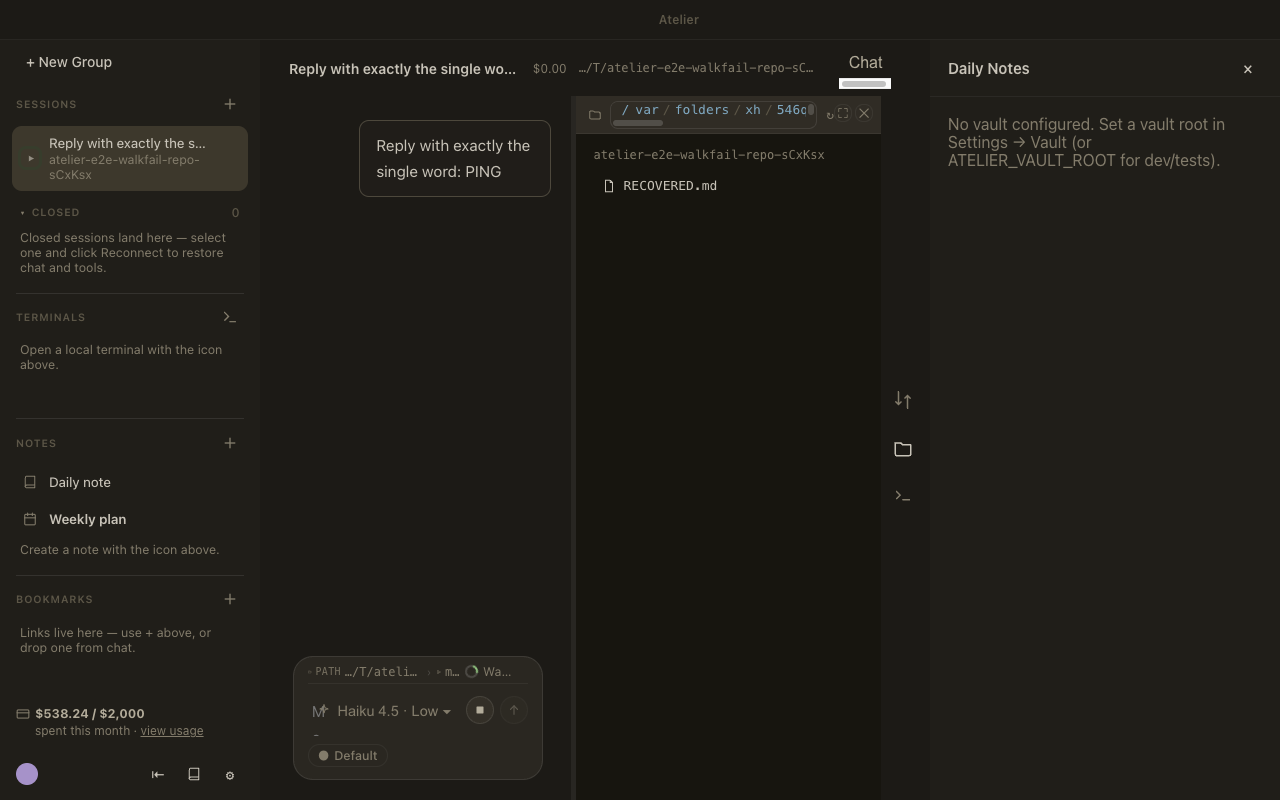 Atelier
+ New Group
SESSIONS
Reply with exactly the s...
atelier-e2e-walkfail-repo-
sCxKsx
CLOSED 0
Closed sessions land here — select
one and click Reconnect to restore
chat and tools.
TERMINALS
Open a local terminal with the icon
above.
NOTES
Daily note
Weekly plan
Create a note with the icon above.
BOOKMARKS
Links live here — use + above, or
drop one from chat.
$538.24 / $2,000
spent this month · view usage
Reply with exactly the single wo... $0.00 …/T/atelier-e2e-walkfail-repo-sC… Chat
Reply with exactly the
single word: PING
PATH …/T/ateli… › m… Wa...
Haiku 4.5 · Low
Default
/ var / folders / xh /
atelier-e2e-walkfail-repo-sCxKsx
RECOVERED.md
Daily Notes
No vault configured. Set a vault root in
Settings → Vault (or
ATELIER_VAULT_ROOT for dev/tests).